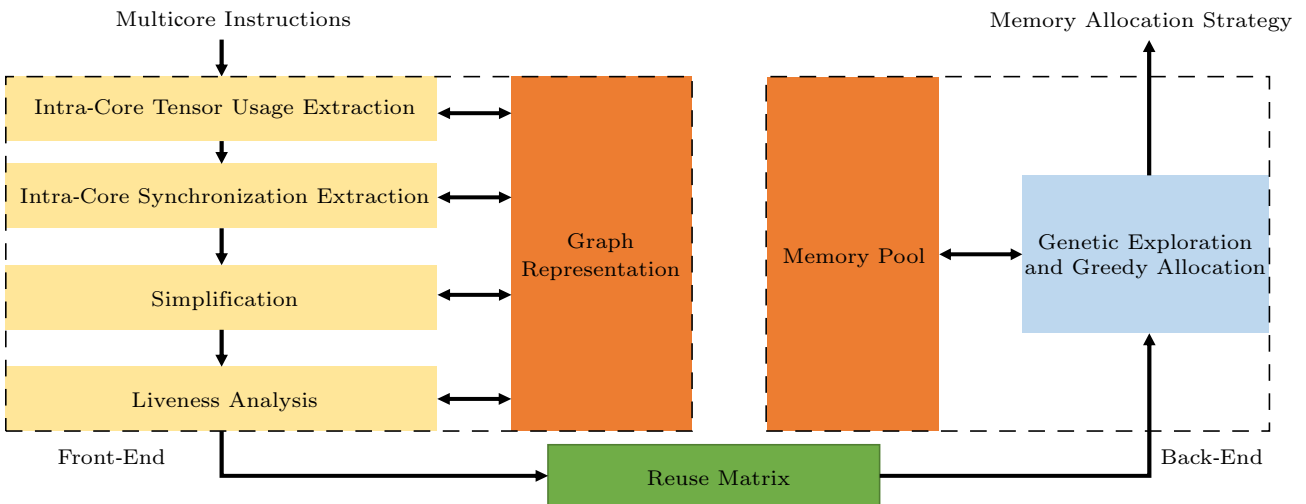 Multicore Instructions
Memory Allocation Strategy
Intra-Core Tensor Usage Extraction
Intra-Core Synchronization Extraction
Simplification
Liveness Analysis
Graph
Representation
Memory Pool
Genetic Exploration
and Greedy Allocation
Front-End
Back-End
Reuse Matrix